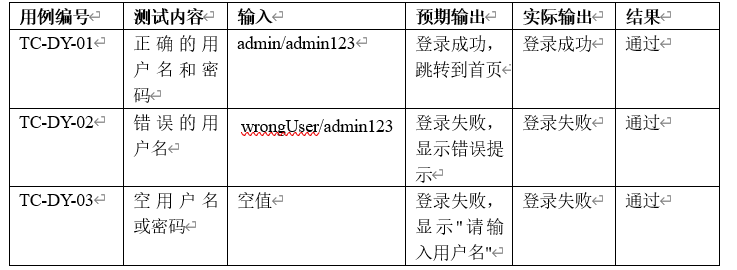 用例编号 测试内容 输入 预期输出 实际输出 结果
TC-DY-01 正确的用户名和密码 admin/admin123 登录成功，跳转到首页 登录成功 通过
TC-DY-02 错误的用户名 wrongUser/admin123 登录失败，显示错误提示 登录失败 通过
TC-DY-03 空用户名或密码 空值 登录失败，显示"请输入用户名" 登录失败 通过